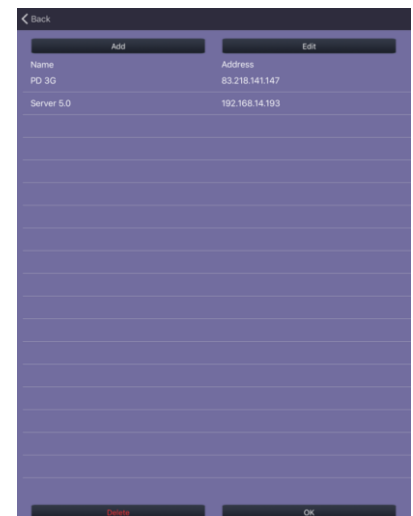 Back
Add Edit
Name Address
PD 3G 83.218.141.147
Server 5.0 192.168.14.193
Delete OK